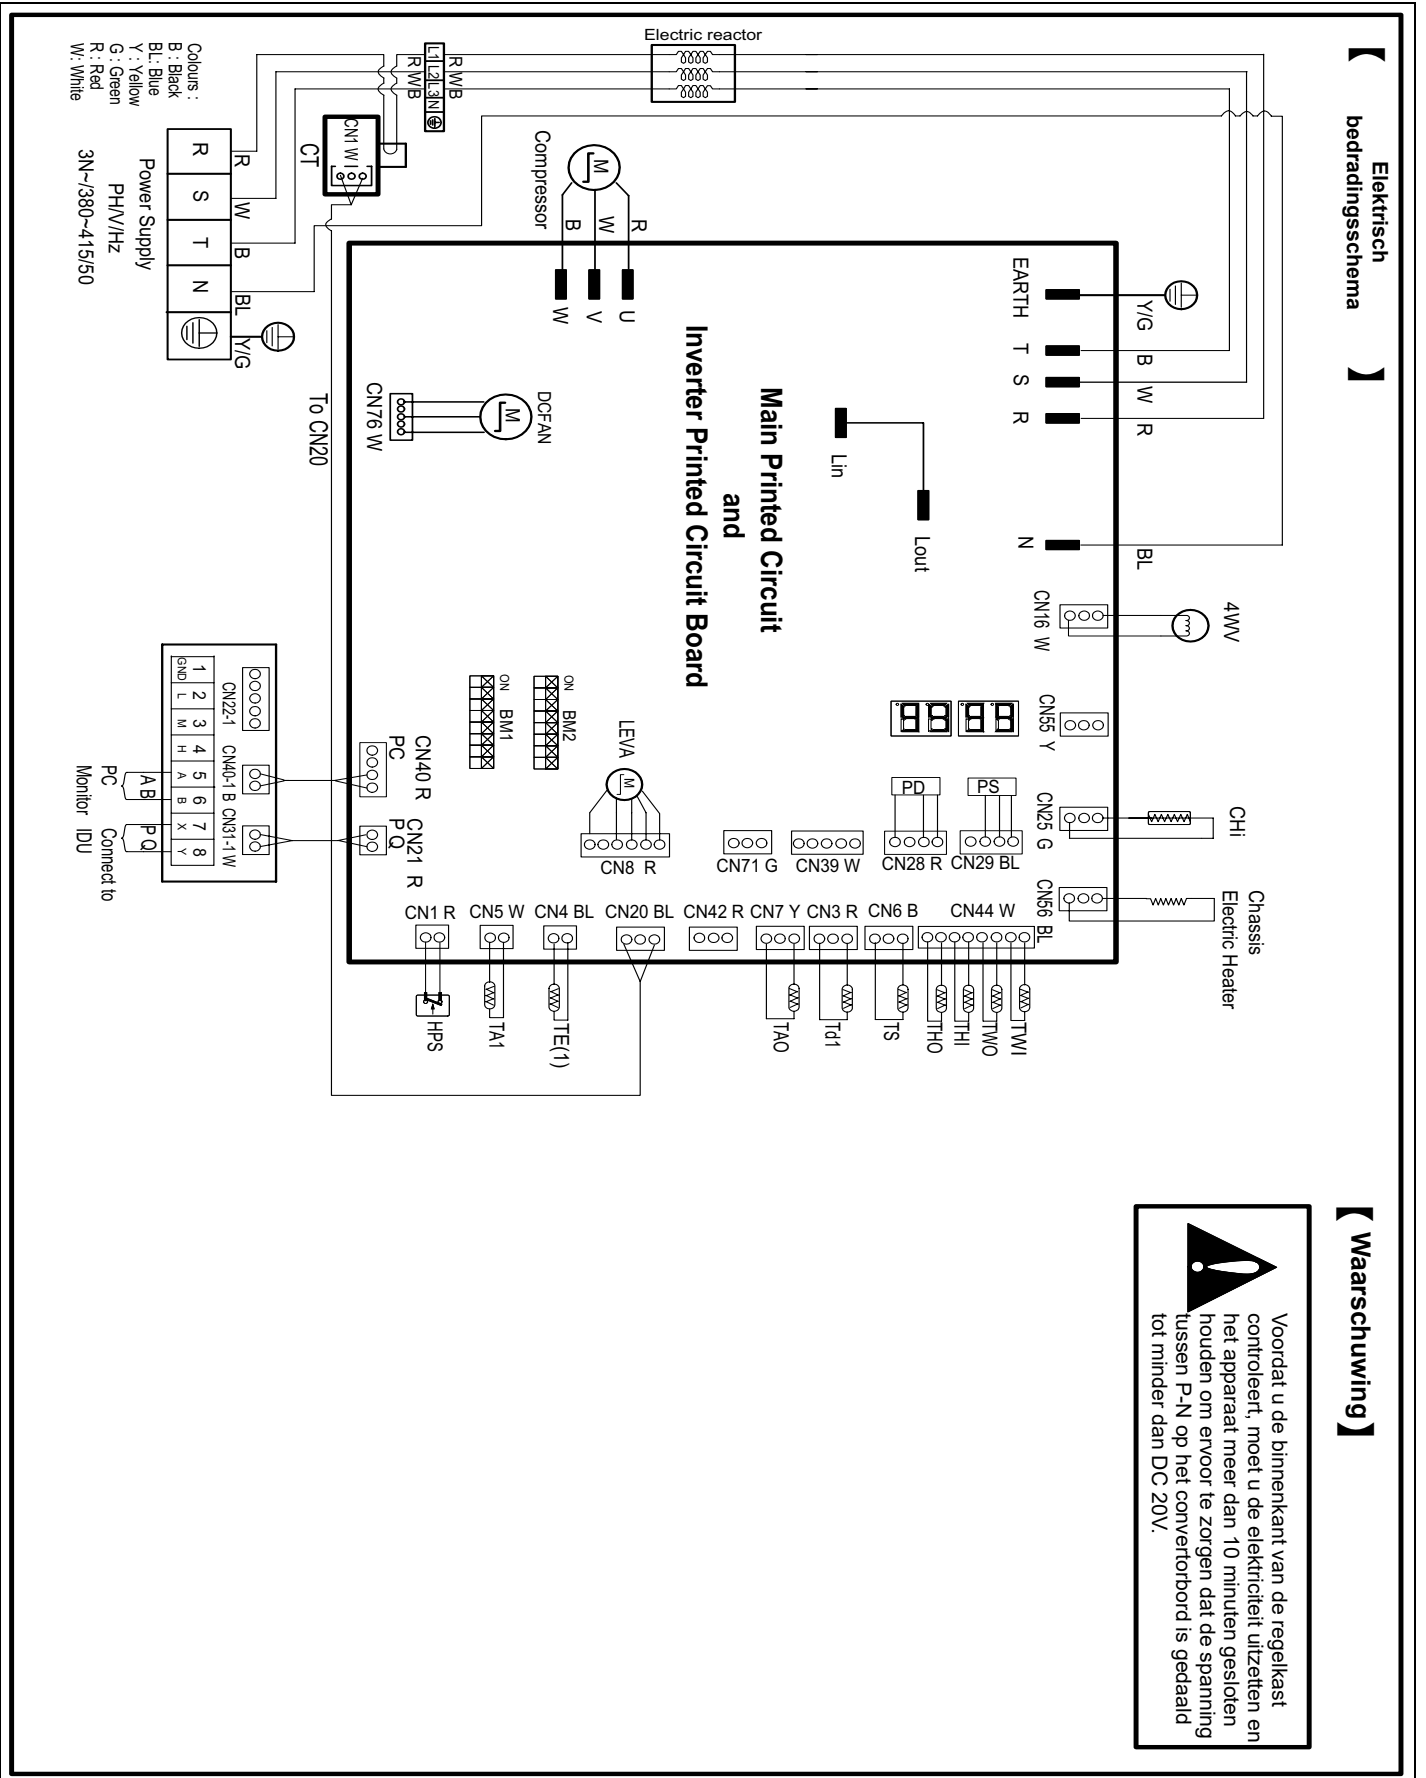 【 Elektrisch
bedradingsschema 】
【 Waarschuwing】
Voordat u de binnenkant van de regelkast
controleert, moet u de elektriciteit uitzetten en
het apparaat meer dan 10 minuten gesloten
houden om ervoor te zorgen dat de spanning
tussen P-N op het convertorbord is gedaald
tot minder dan DC 20V.
Electric reactor
L1 L2 L3 N
R W B
R W B
Colours :
B : Black
BL: Blue
Y : Yellow
G : Green
R : Red
W: White
R S T N
R W B BL Y/G
Power Supply
PH/V/Hz
3N~/380~415/50
CN1 W
CT
Compressor
M
R W B
U V W
EARTH T S R N
Y/G B W R BL
Main Printed Circuit
and
Inverter Printed Circuit Board
Lin
Lout
DCFAN
M
CN76 W
To CN20
4WV
CN16 W
CN55 Y
CHi
CN25 G
Chassis
Electric Heater
CN56 BL
ON
BM1
ON
BM2
LEVA
M
CN8 R
PD
PS
CN71 G
CN39 W
CN28 R
CN29 BL
CN40 R
PC
CN21 R
P Q
CN1 R
CN5 W
CN4 BL
CN20 BL
CN42 R
CN7 Y
CN3 R
CN6 B
CN44 W
HPS
TA1
TE(1)
TAO
Td1
TS
THO
THI
TWO
TWI
CN22-1
CN40-1 B
CN31-1 W
1 2 3 4 5 6 7 8
GND L M H A B X Y
A B
P Q
PC
Monitor
Connect to
IDU